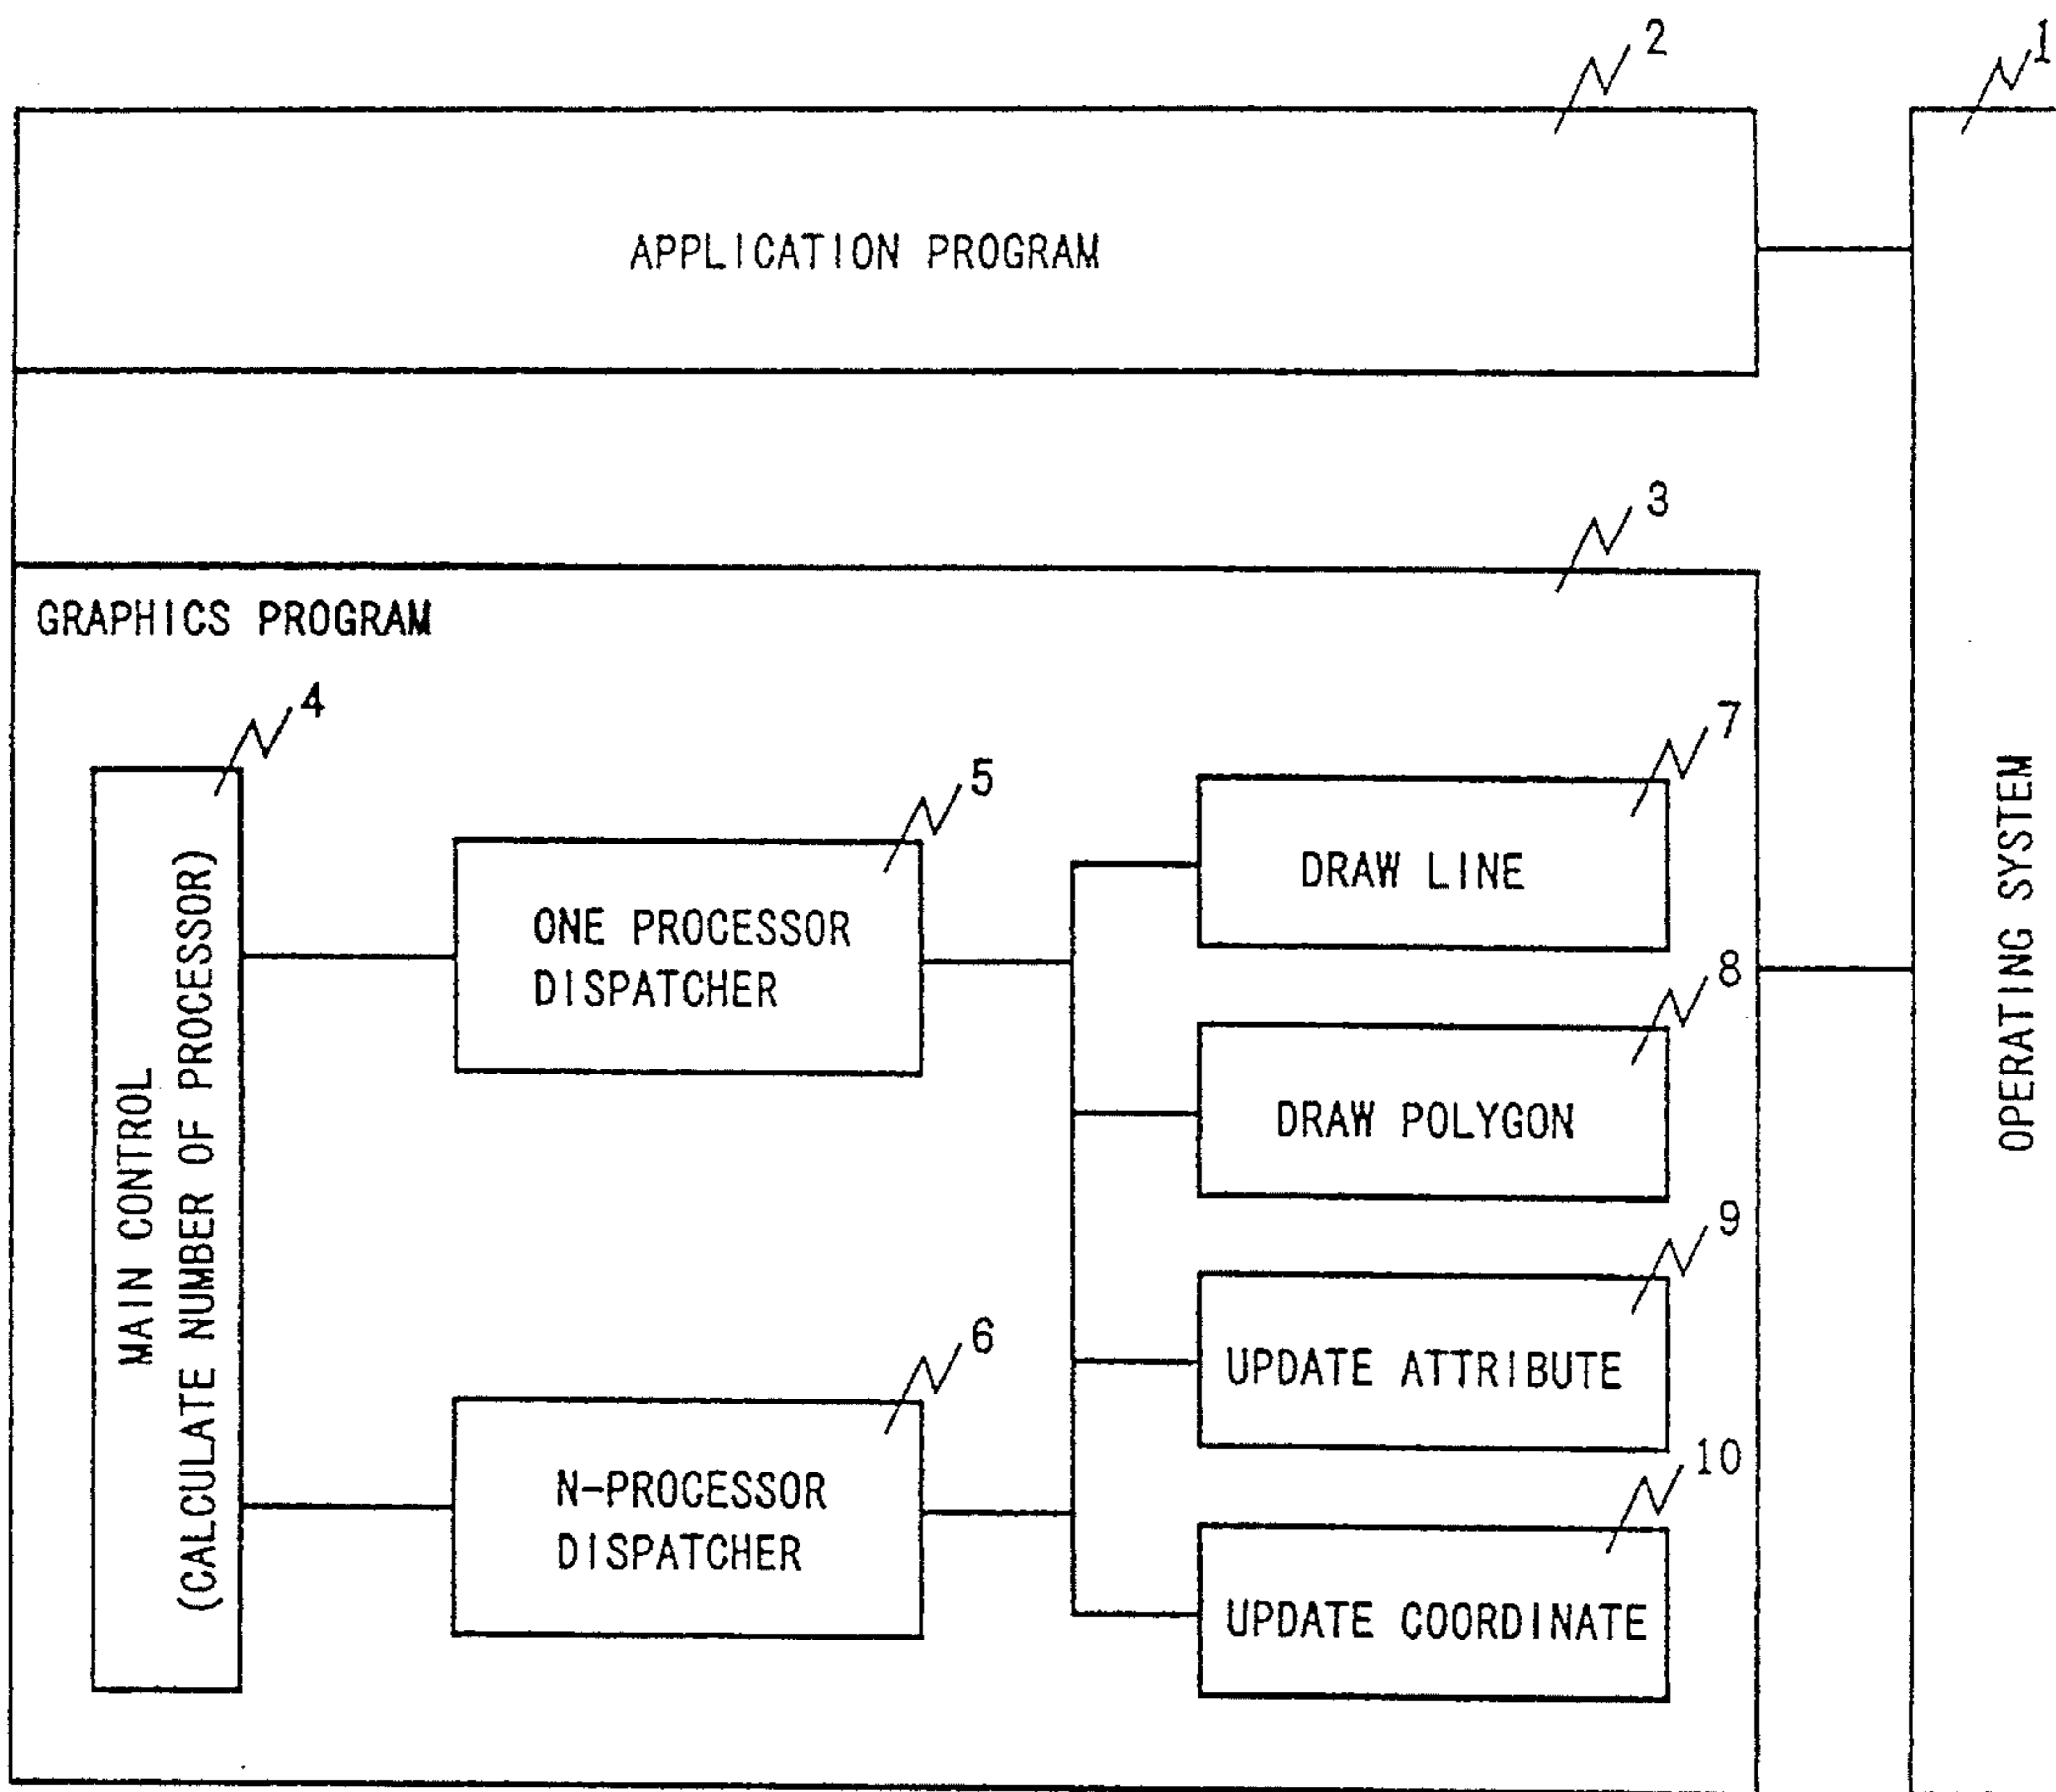 2
1
APPLICATION PROGRAM
3
GRAPHICS PROGRAM
4
MAIN CONTROL
(CALCULATE NUMBER OF PROCESSOR)
5
ONE PROCESSOR
DISPATCHER
6
N-PROCESSOR
DISPATCHER
7
DRAW LINE
8
DRAW POLYGON
9
UPDATE ATTRIBUTE
10
UPDATE COORDINATE
OPERATING SYSTEM